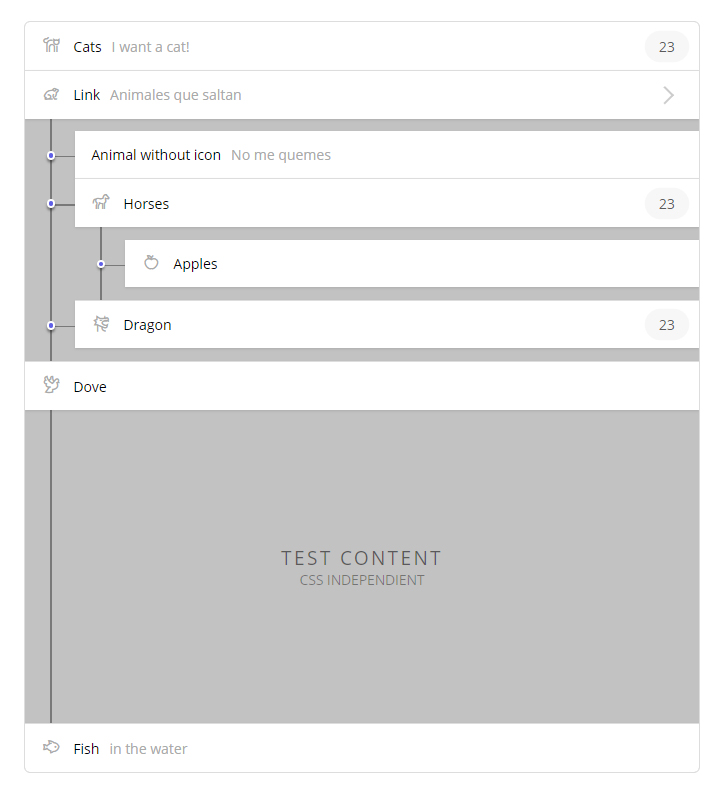 Cats I want a cat! 23
Link Animales que saltan
Animal without icon No me quemes
Horses 23
Apples
Dragon 23
Dove
TEST CONTENT
CSS INDEPENDIENT
Fish in the water